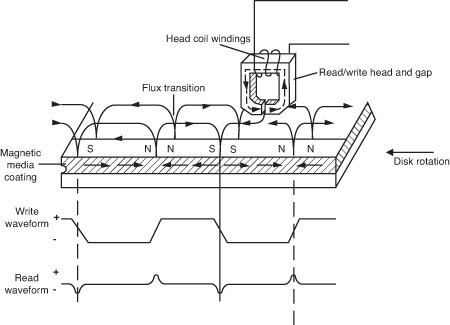 Head coil windings
Read/write head and gap
Flux transition
Magnetic
media
coating
S N N S S N N
Disk rotation
Write
waveform
+
-
Read
waveform
+
-